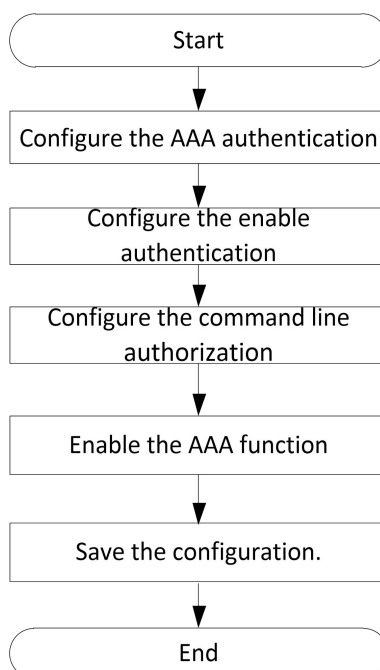 Start
Configure the AAA authentication
Configure the enable
authentication
Configure the command line
authorization
Enable the AAA function
Save the configuration.
End